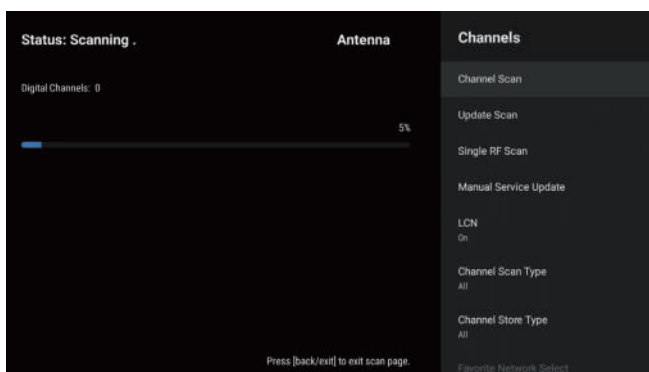 Status: Scanning .
Antenna
Digital Channels: 0
5%
Press [back/exit] to exit scan page.
Channels
Channel Scan
Update Scan
Single RF Scan
Manual Service Update
LCN
On
Channel Scan Type
All
Channel Store Type
All
Favorite Network Select